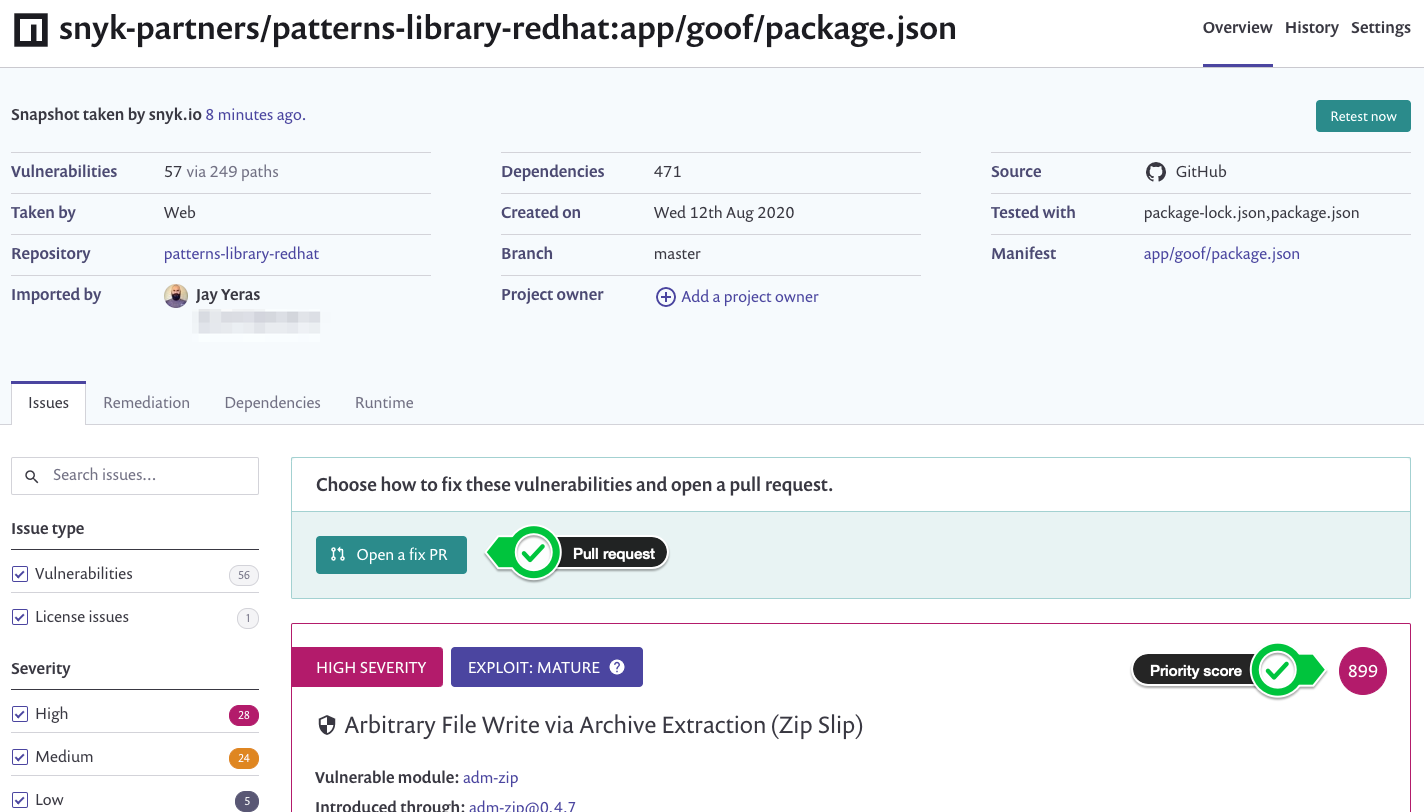 snyk-partners/patterns-library-redhat:app/goof/package.json
Overview History Settings
Snapshot taken by snyk.io 8 minutes ago.
Retest now
Vulnerabilities 57 via 249 paths
Taken by Web
Repository patterns-library-redhat
Imported by Jay Yeras
Dependencies 471
Created on Wed 12th Aug 2020
Branch master
Project owner Add a project owner
Source GitHub
Tested with package-lock.json,package.json
Manifest app/goof/package.json
Issues Remediation Dependencies Runtime
Search issues...
Issue type
Vulnerabilities 56
License issues 1
Severity
High 28
Medium 24
Low 5
Choose how to fix these vulnerabilities and open a pull request.
Open a fix PR
Pull request
HIGH SEVERITY
EXPLOIT: MATURE ?
Priority score
899
Arbitrary File Write via Archive Extraction (Zip Slip)
Vulnerable module: adm-zip
Introduced through: adm-zip@0.4.7